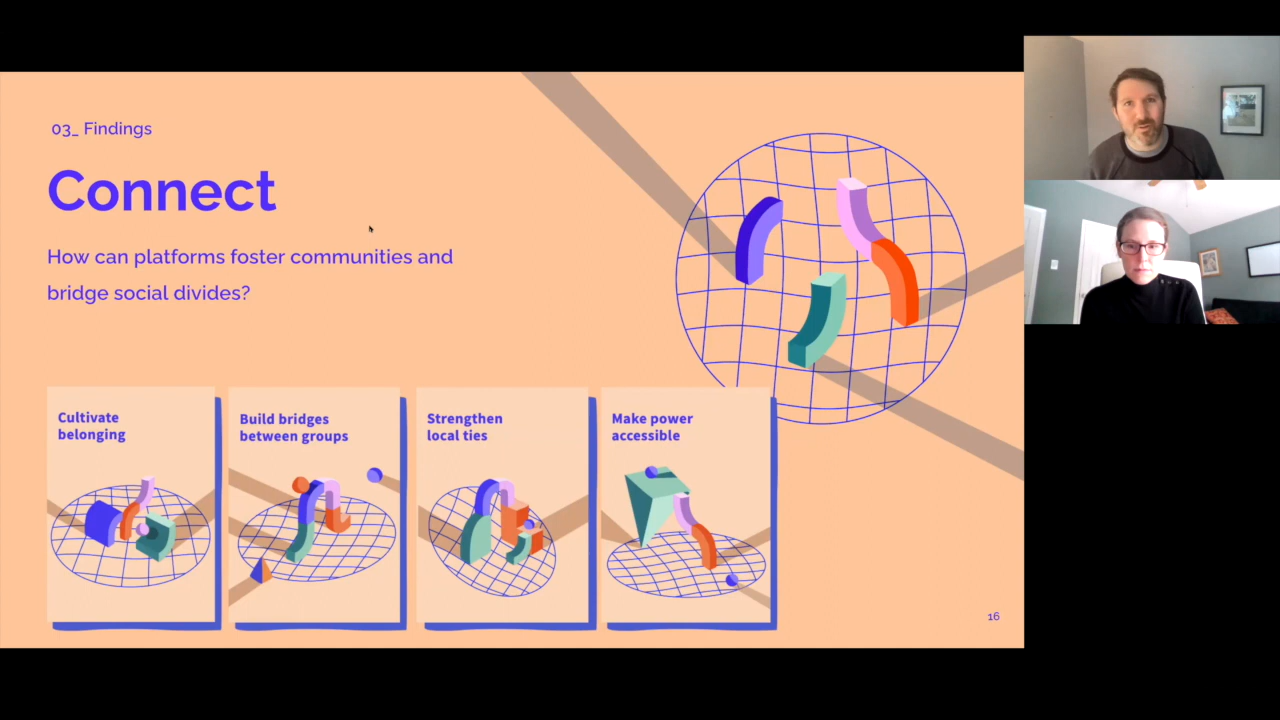 03_ Findings
Connect
How can platforms foster communities and
bridge social divides?
Cultivate
belonging
Build bridges
between groups
Strengthen
local ties
Make power
accessible
16